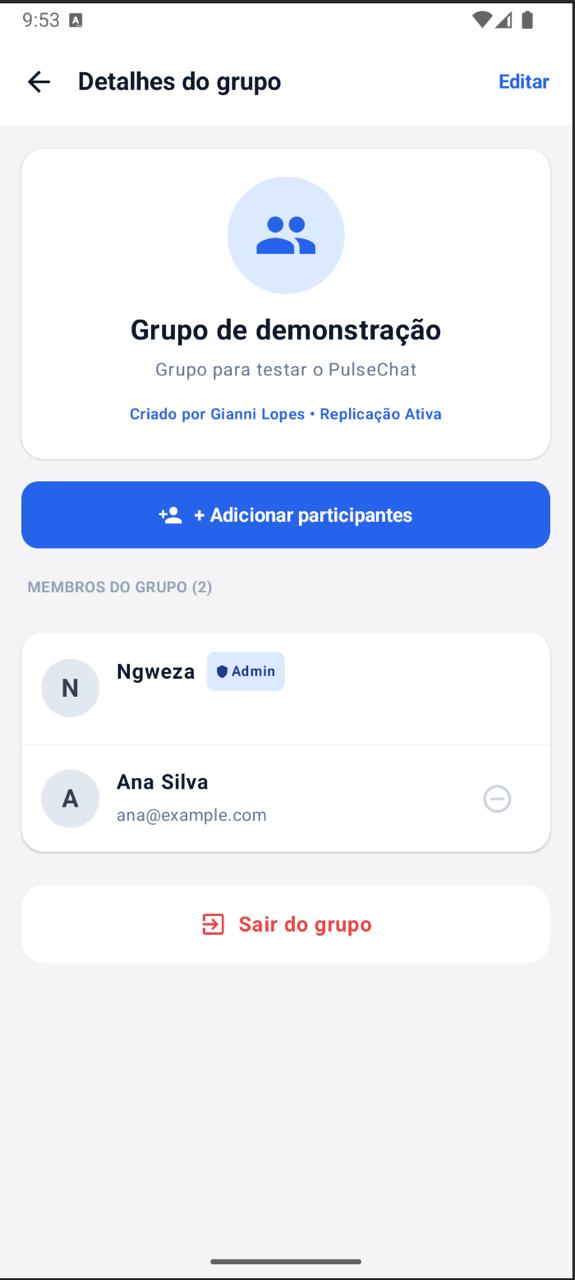 9:53
Detalhes do grupo
Editar
Grupo de demonstração
Grupo para testar o PulseChat
Criado por Gianni Lopes • Replicação Ativa
+ Adicionar participantes
MEMBROS DO GRUPO (2)
N
Ngweza
Admin
A
Ana Silva
ana@example.com
Sair do grupo